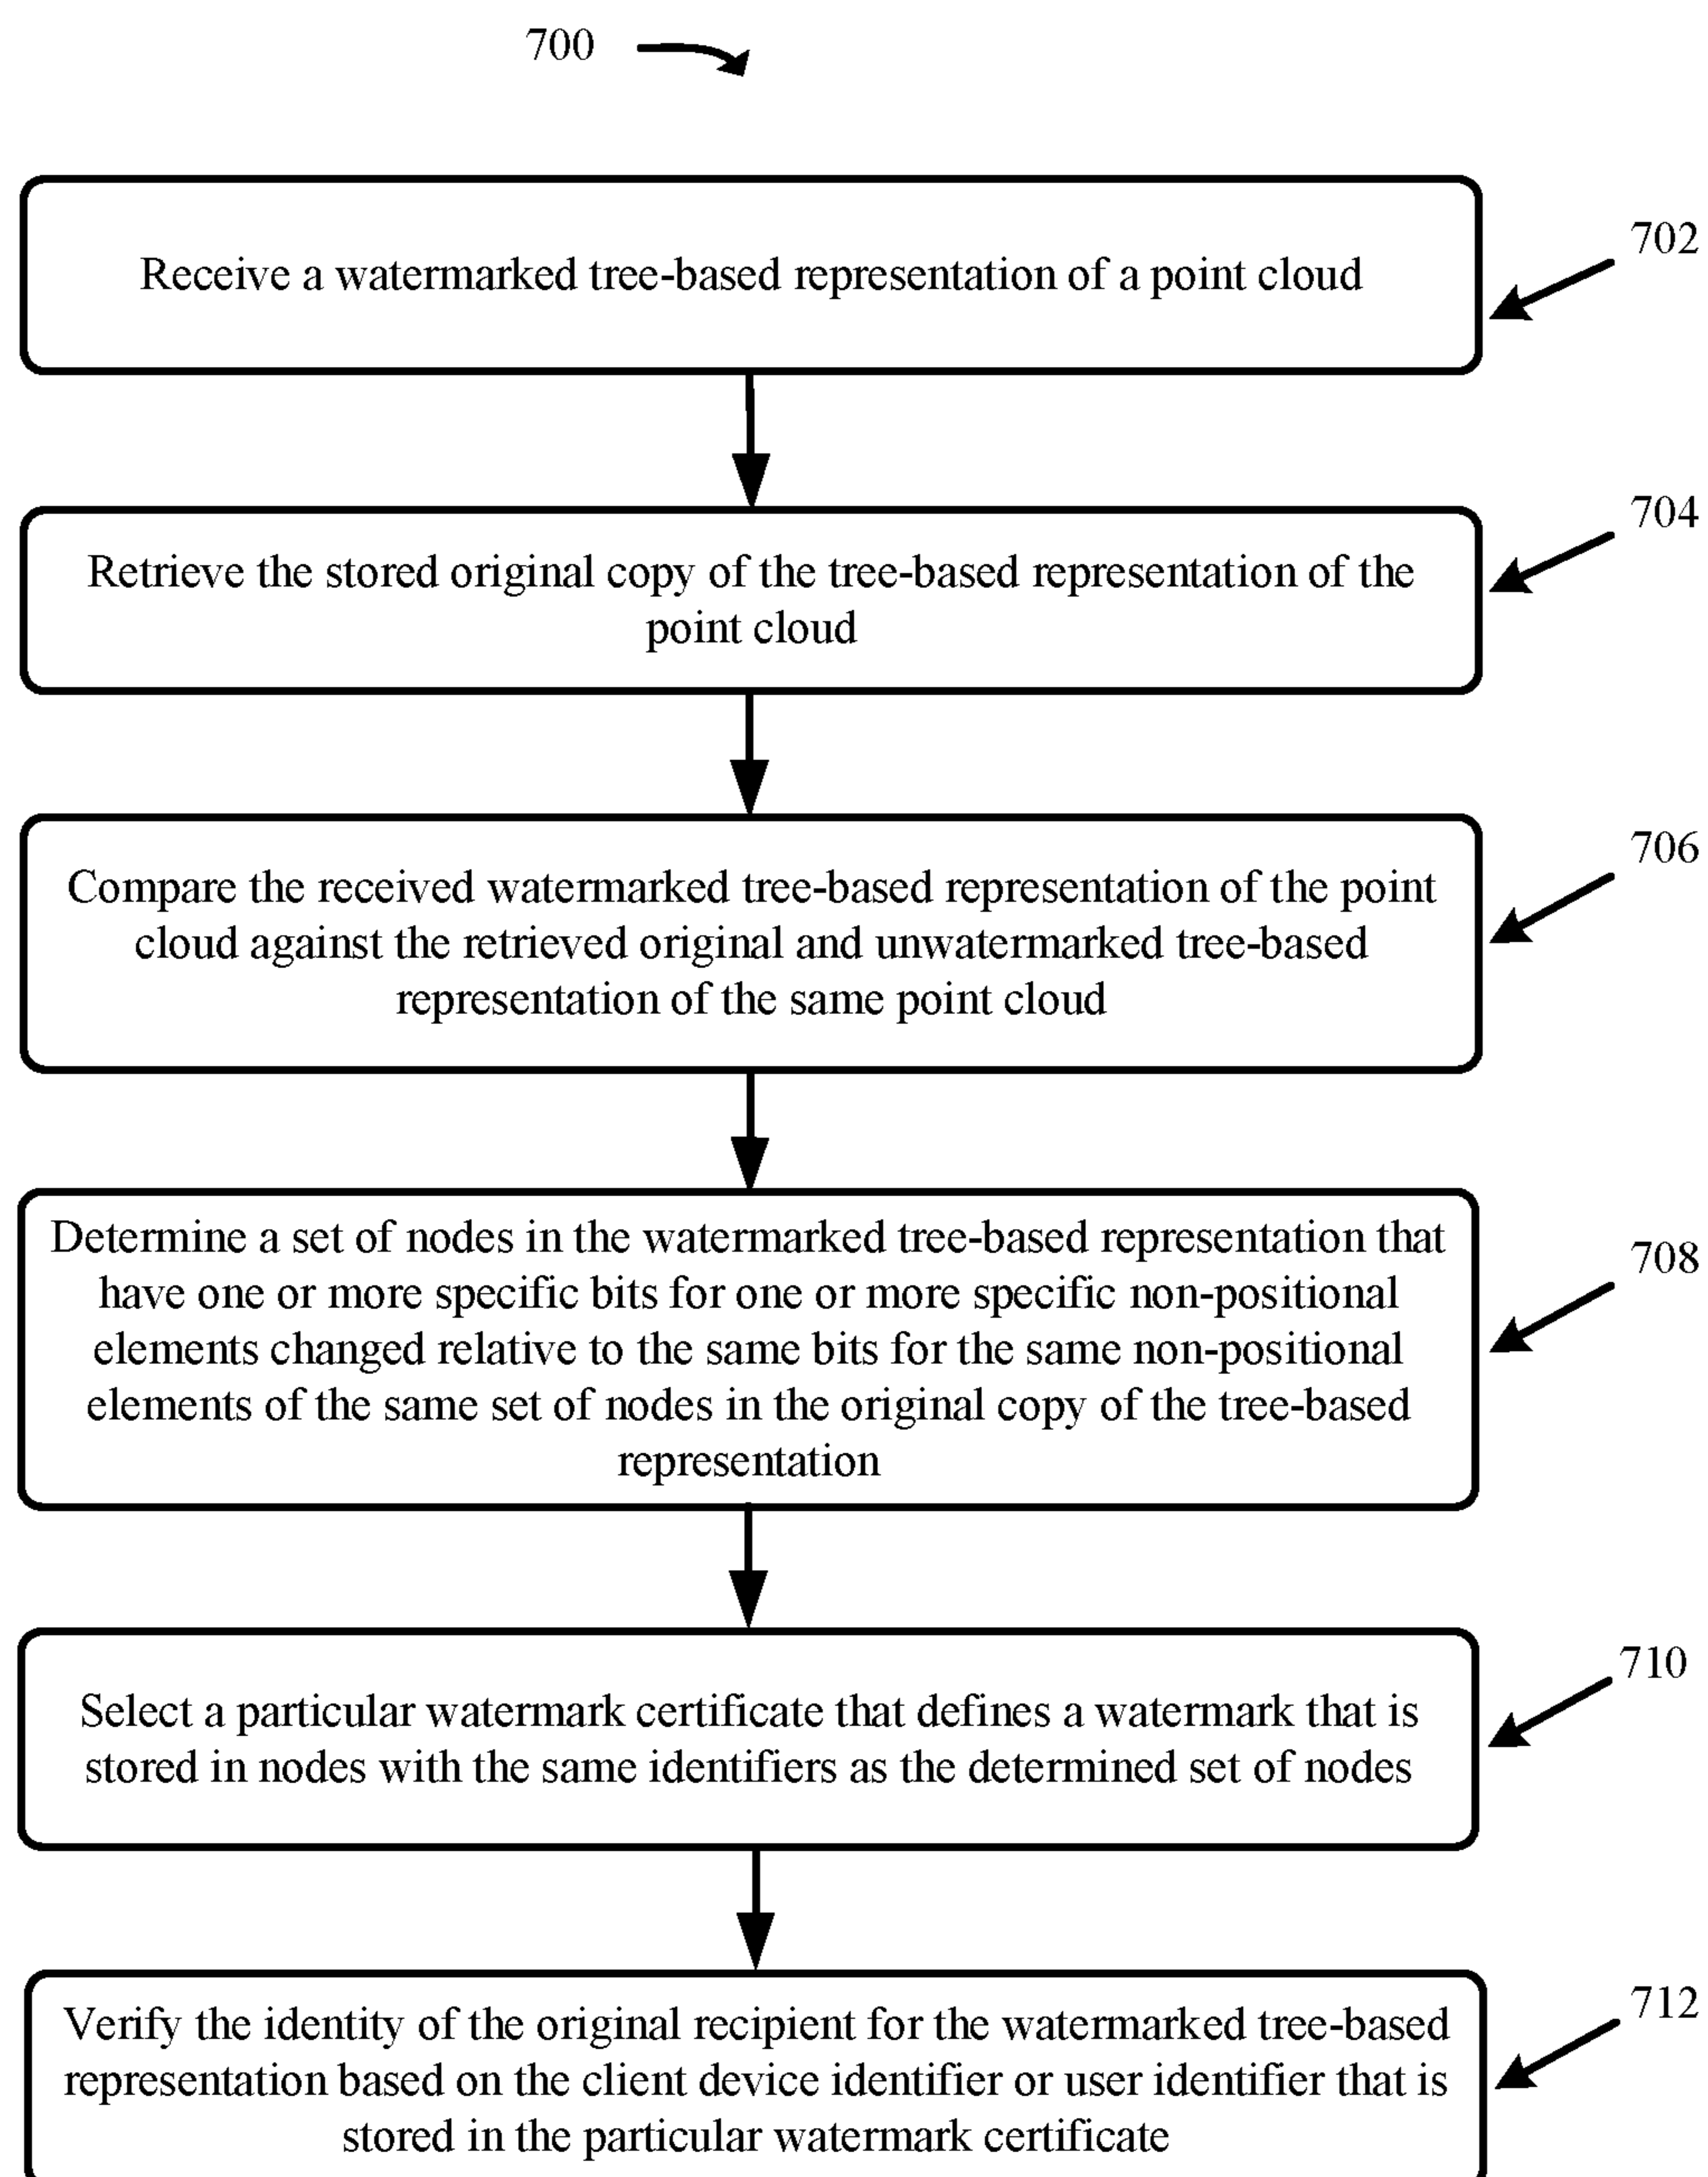 700
702
Receive a watermarked tree-based representation of a point cloud
704
Retrieve the stored original copy of the tree-based representation of the
point cloud
706
Compare the received watermarked tree-based representation of the point
cloud against the retrieved original and unwatermarked tree-based
representation of the same point cloud
708
Determine a set of nodes in the watermarked tree-based representation that
have one or more specific bits for one or more specific non-positional
elements changed relative to the same bits for the same non-positional
elements of the same set of nodes in the original copy of the tree-based
representation
710
Select a particular watermark certificate that defines a watermark that is
stored in nodes with the same identifiers as the determined set of nodes
712
Verify the identity of the original recipient for the watermarked tree-based
representation based on the client device identifier or user identifier that is
stored in the particular watermark certificate